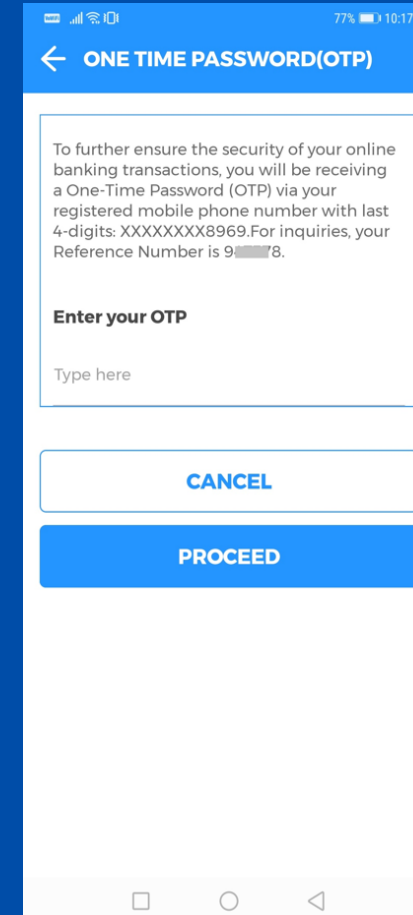 77% 10:17
ONE TIME PASSWORD(OTP)
To further ensure the security of your online
banking transactions, you will be receiving
a One-Time Password (OTP) via your
registered mobile phone number with last
4-digits: XXXXXXXX8969.For inquiries, your
Reference Number is 9 8.
Enter your OTP
Type here
CANCEL
PROCEED